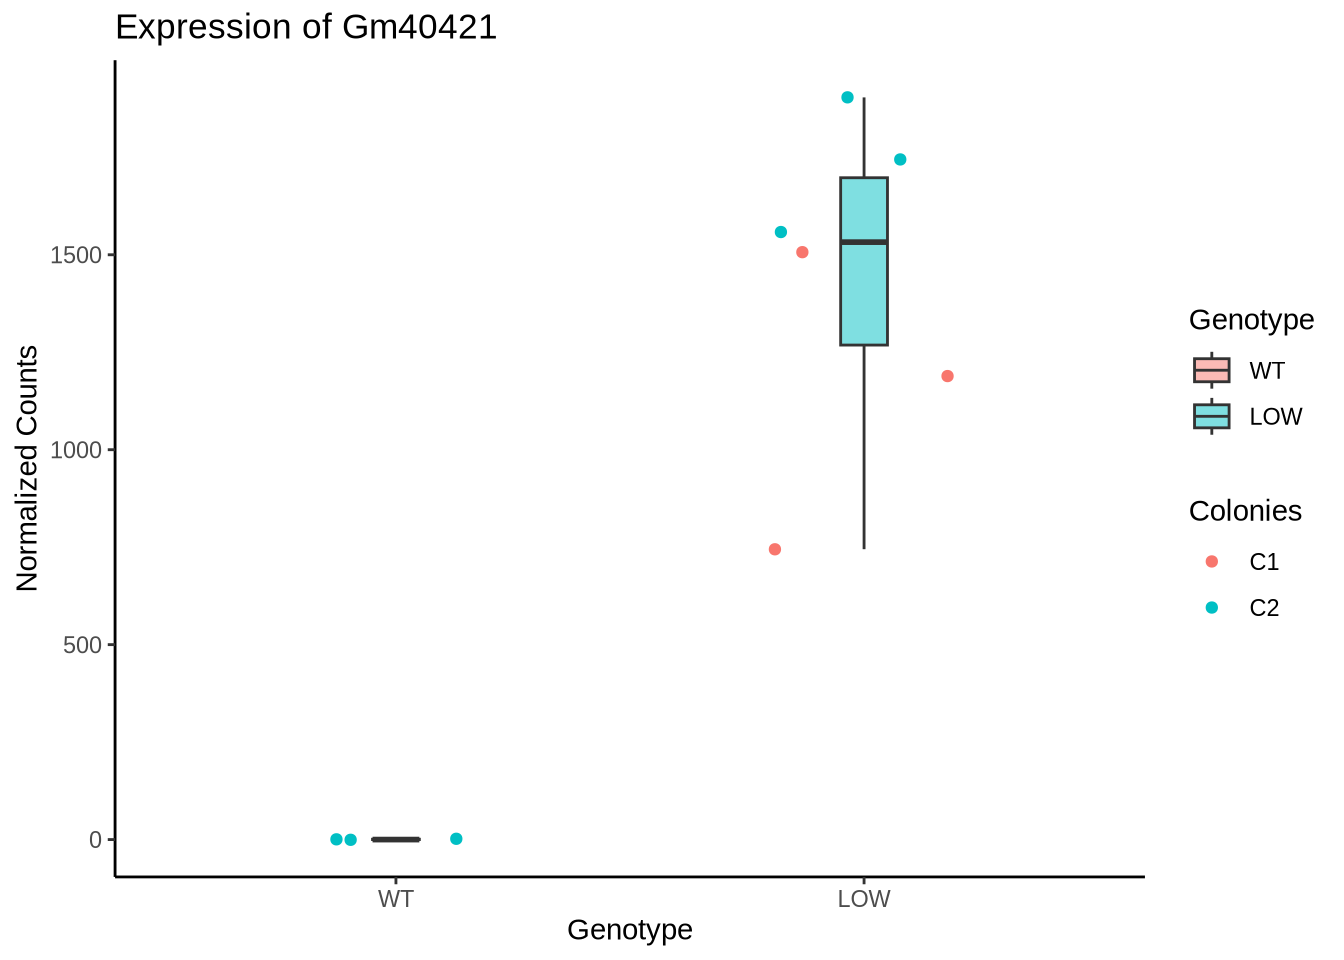 Expression of Gm40421
Normalized Counts
1500
1000
500
0
WT
LOW
Genotype
Genotype
WT
LOW
Colonies
C1
C2